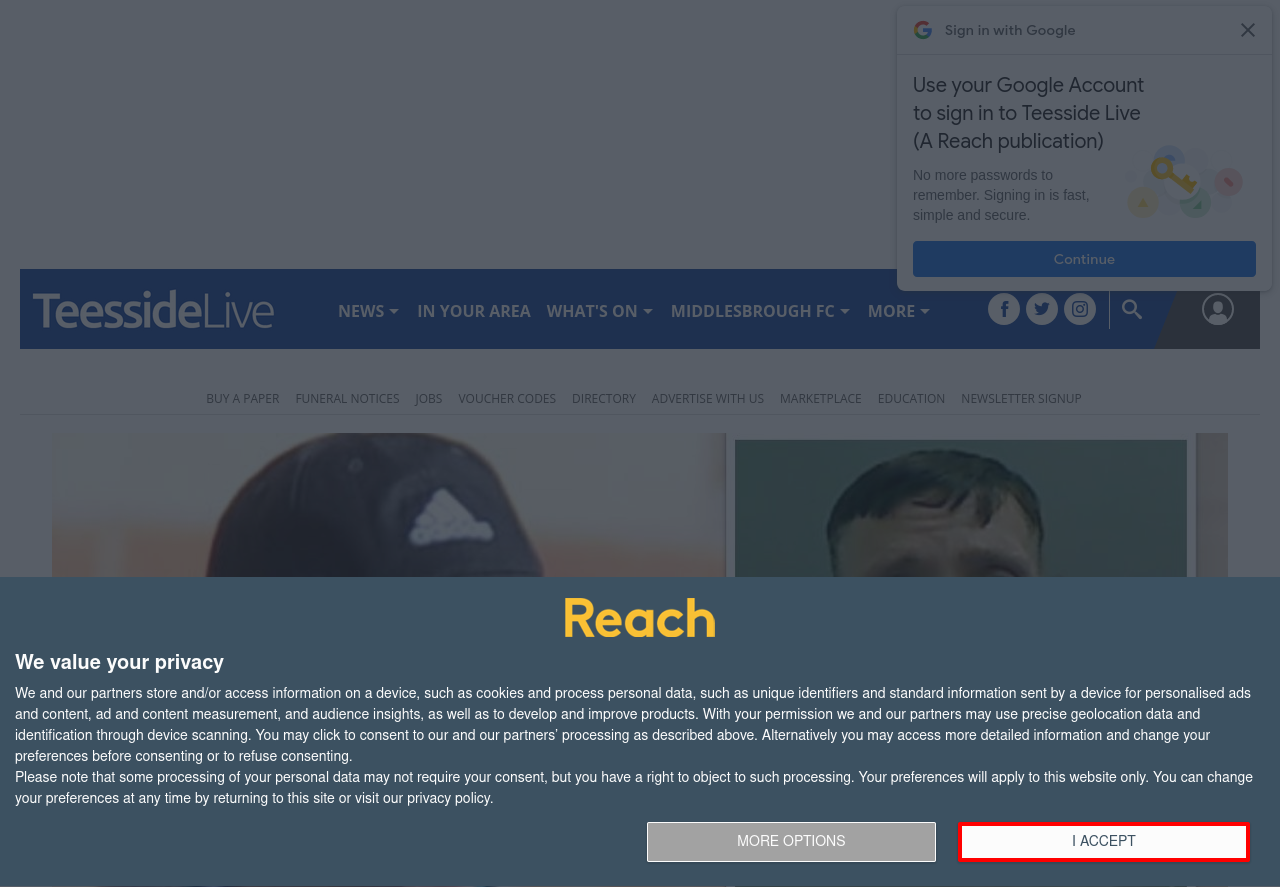 Sign in with Google
Use your Google Account
to sign in to Teesside Live
(A Reach publication)
No more passwords to
remember. Signing in is fast,
simple and secure.
Continue
TeessideLive
NEWS IN YOUR AREA WHAT'S ON MIDDLESBROUGH FC MORE
BUY A PAPER FUNERAL NOTICES JOBS VOUCHER CODES DIRECTORY ADVERTISE WITH US MARKETPLACE EDUCATION NEWSLETTER SIGNUP
Reach
We value your privacy
We and our partners store and/or access information on a device, such as cookies and process personal data, such as unique identifiers and standard information sent by a device for personalised ads
and content, ad and content measurement, and audience insights, as well as to develop and improve products. With your permission we and our partners may use precise geolocation data and
identification through device scanning. You may click to consent to our and our partners’ processing as described above. Alternatively you may access more detailed information and change your
preferences before consenting or to refuse consenting.
Please note that some processing of your personal data may not require your consent, but you have a right to object to such processing. Your preferences will apply to this website only. You can change
your preferences at any time by returning to this site or visit our privacy policy.
MORE OPTIONS
I ACCEPT